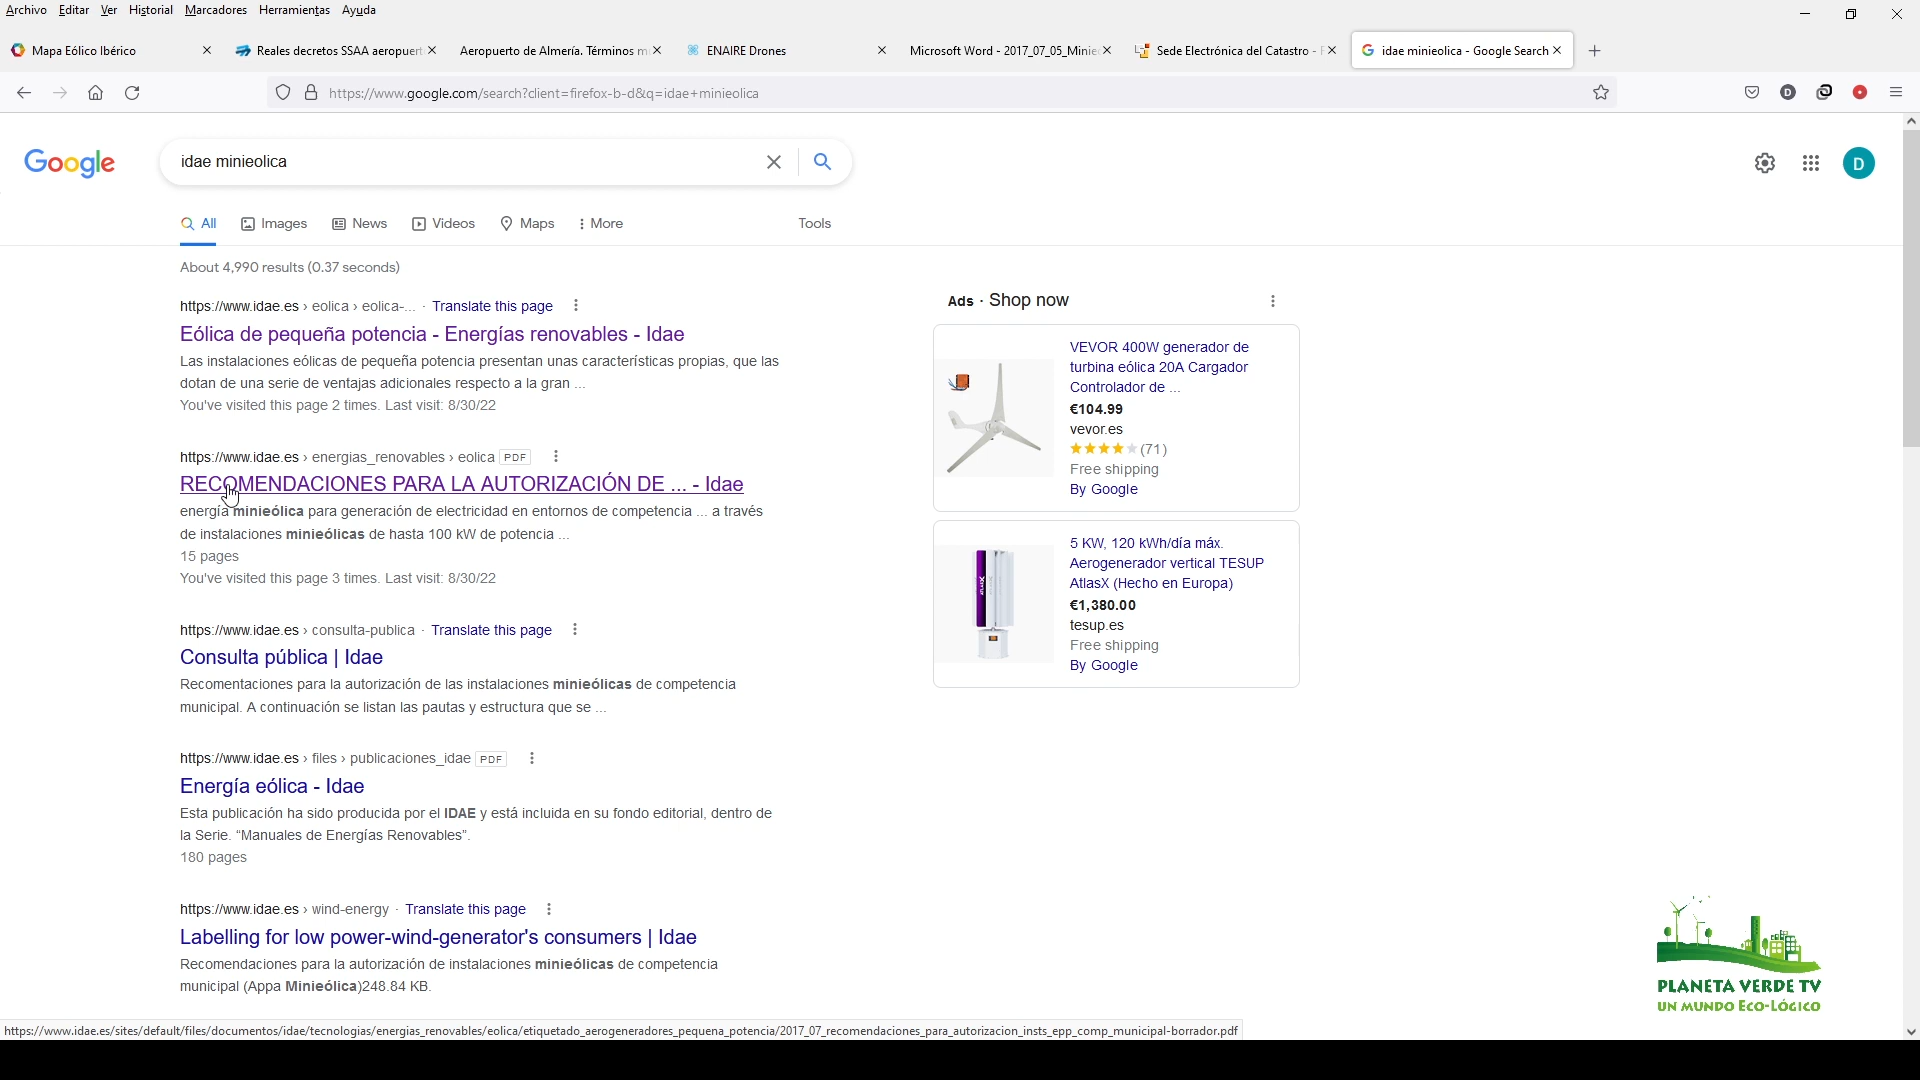 Archivo Editar Ver Historial Marcadores Herramientas Ayuda
Mapa Eólico Ibérico
Reales decretos SSAA aeropuert
Aeropuerto de Almería. Términos m
ENAIRE Drones
Microsoft Word - 2017_07_05_Minie
Sede Electrónica del Catastro -
idae minieolica - Google Search
https://www.google.com/search?client=firefox-b-d&q=idae+minieolica
D
Google
idae minieolica
D
All Images News Videos Maps More Tools
About 4,990 results (0.37 seconds)
https://www.idae.es › eolica › eolica-... · Translate this page
Eólica de pequeña potencia - Energías renovables - Idae
Las instalaciones eólicas de pequeña potencia presentan unas características propias, que las
dotan de una serie de ventajas adicionales respecto a la gran ...
You've visited this page 2 times. Last visit: 8/30/22
https://www.idae.es › energias_renovables › eolica PDF
RECOMENDACIONES PARA LA AUTORIZACIÓN DE ... - Idae
energía minieólica para generación de electricidad en entornos de competencia ... a través
de instalaciones minieólicas de hasta 100 kW de potencia ...
15 pages
You've visited this page 3 times. Last visit: 8/30/22
https://www.idae.es › consulta-publica · Translate this page
Consulta pública | Idae
Recomentaciones para la autorización de las instalaciones minieólicas de competencia
municipal. A continuación se listan las pautas y estructura que se ...
https://www.idae.es › files › publicaciones_idae PDF
Energía eólica - Idae
Esta publicación ha sido producida por el IDAE y está incluida en su fondo editorial, dentro de
la Serie. “Manuales de Energías Renovables”.
180 pages
https://www.idae.es › wind-energy · Translate this page
Labelling for low power-wind-generator's consumers | Idae
Recomendaciones para la autorización de instalaciones minieólicas de competencia
municipal (Appa Minieólica)248.84 KB.
Ads · Shop now
VEVOR 400W generador de
turbina eólica 20A Cargador
Controlador de ...
€104.99
vevor.es
(71)
Free shipping
By Google
5 KW, 120 kWh/día máx.
Aerogenerador vertical TESUP
AtlasX (Hecho en Europa)
€1,380.00
tesup.es
Free shipping
By Google
PLANETA VERDE TV
UN MUNDO ECO-LÓGICO
https://www.idae.es/sites/default/files/documentos/idae/tecnologias/energias_renovables/eolica/etiquetado_aerogeneradores_pequena_potencia/2017_07_recomendaciones_para_autorizacion_insts_epp_comp_municipal-borrador.pdf